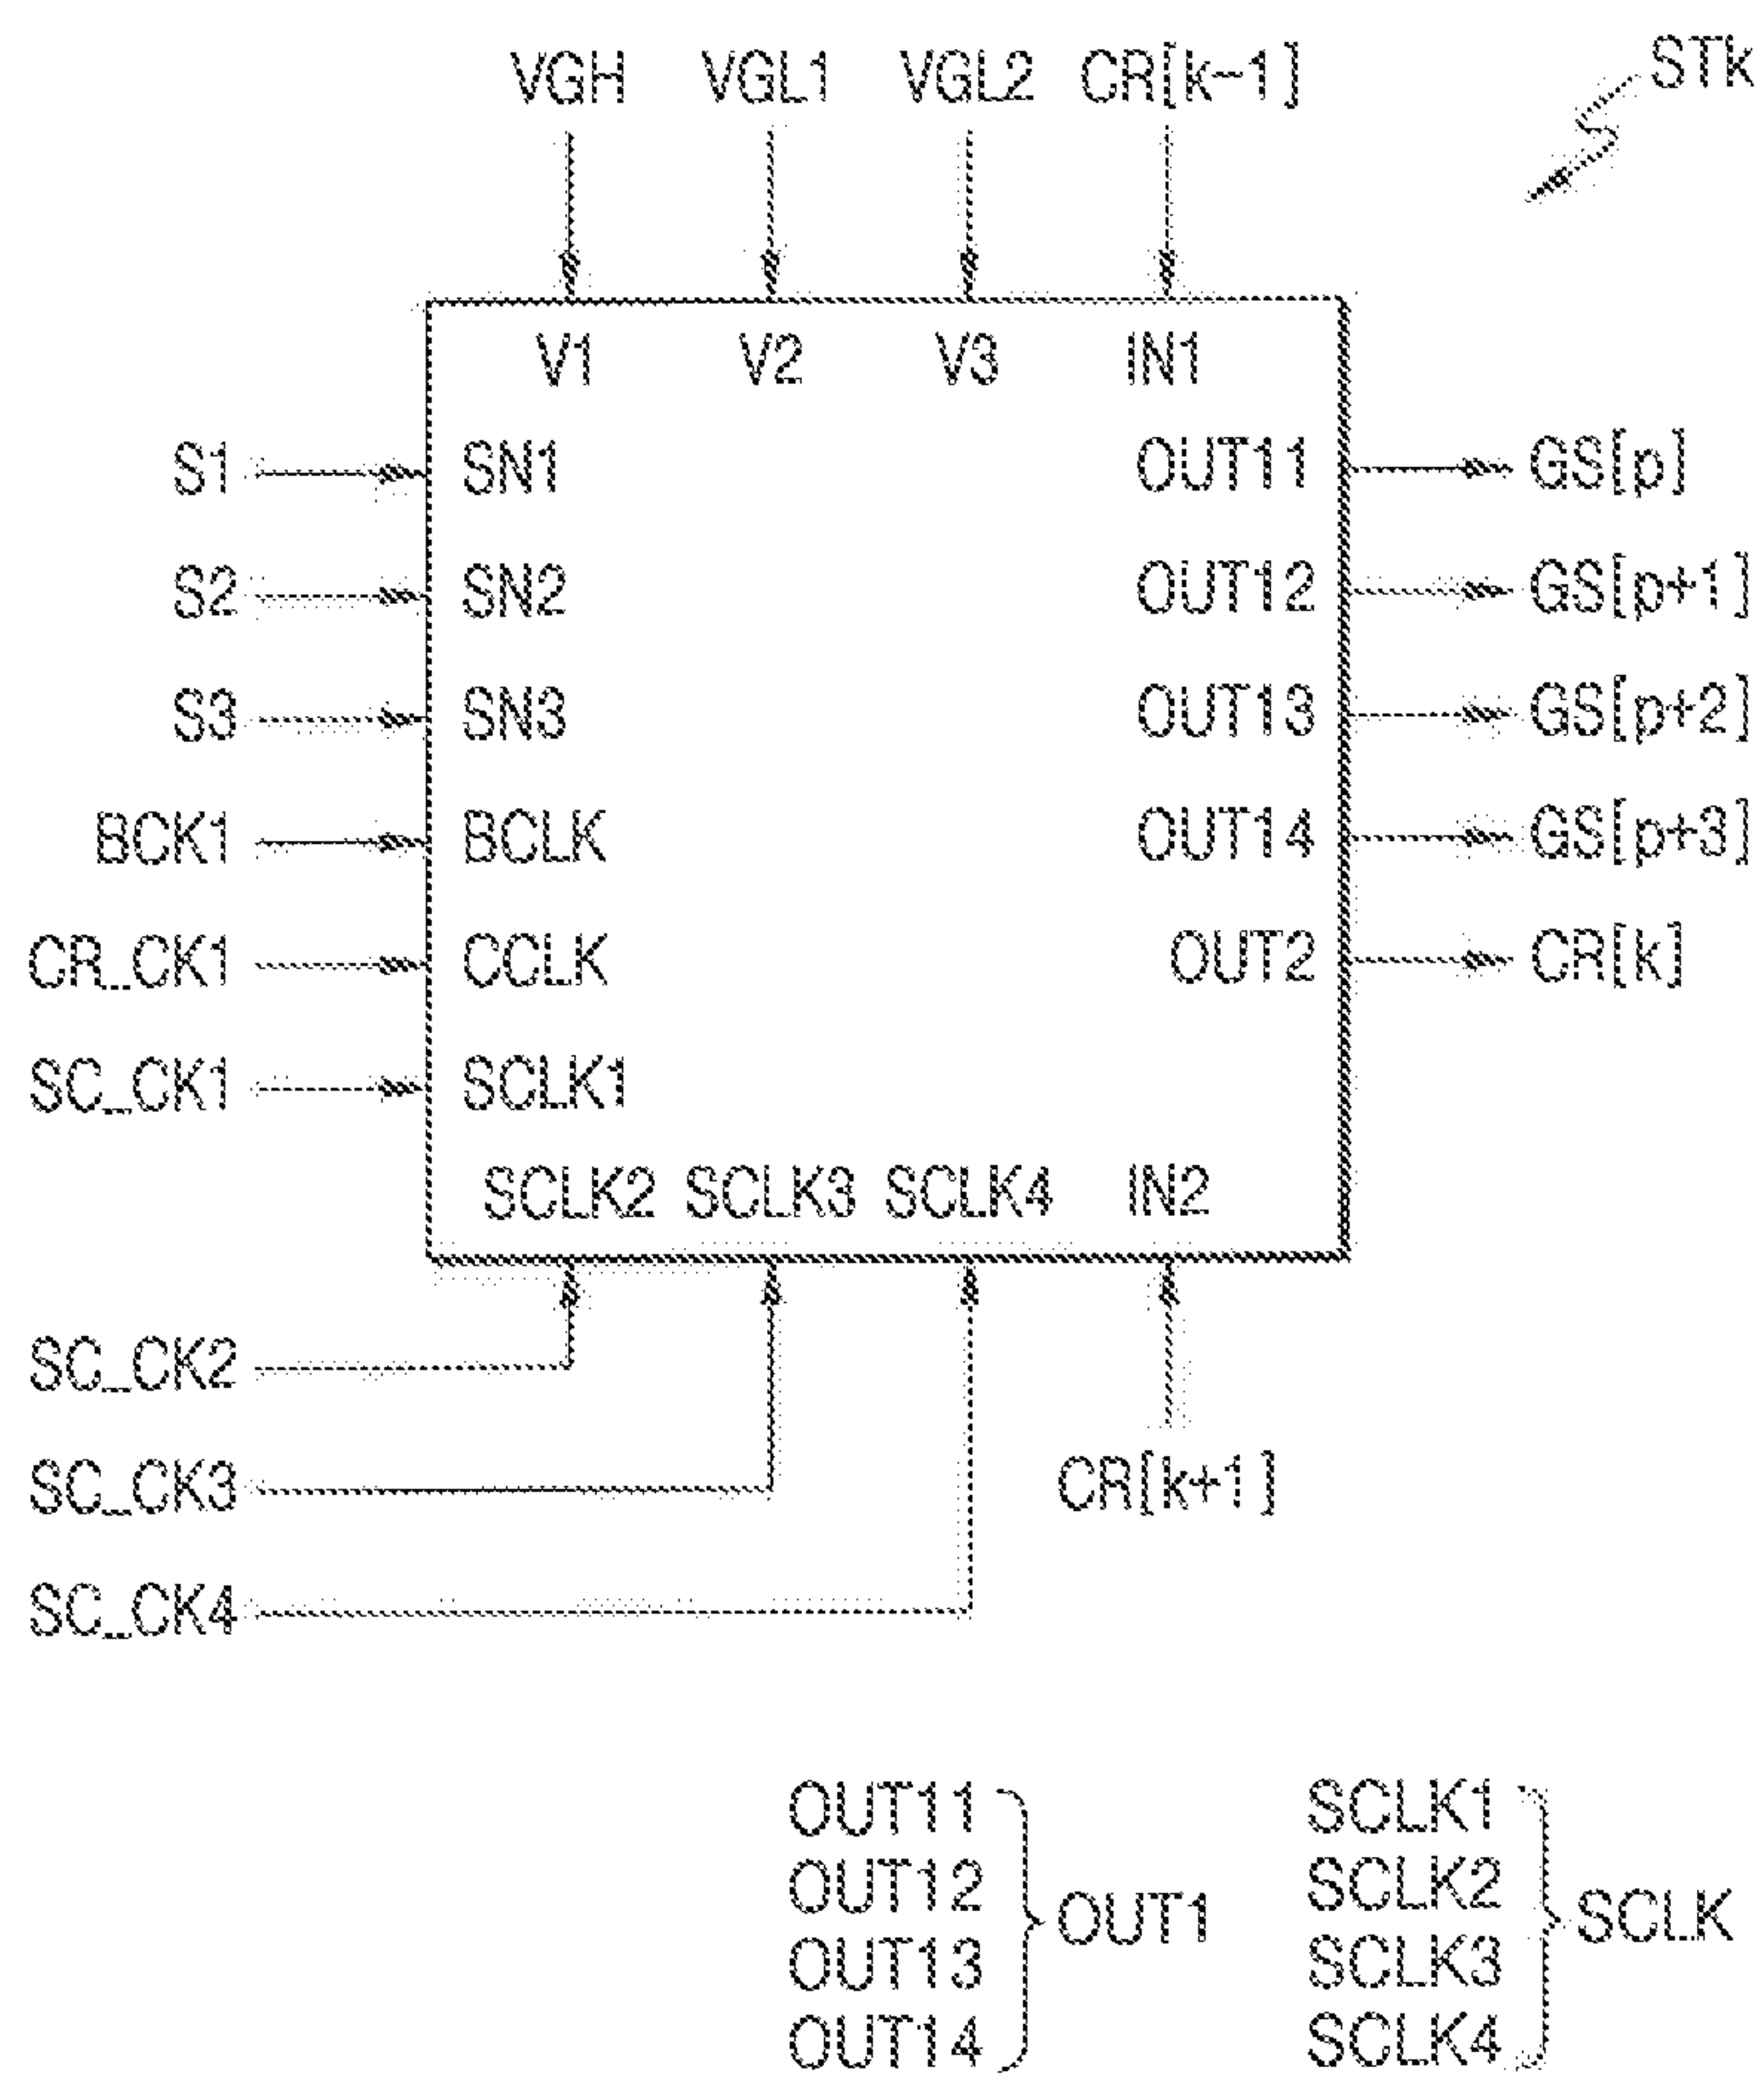 STk
VGH VGL1 VGL2 CR[k-1]
V1 V2 V3 IN1
S1 SN1 OUT11 GS[p]
S2 SN2 OUT12 GS[p+1]
S3 SN3 OUT13 GS[p+2]
BCK1 BCLK OUT14 GS[p+3]
CR_CK1 CCLK OUT2 CR[k]
SC_CK1 SCLK1
SCLK2 SCLK3 SCLK4 IN2
SC_CK2
SC_CK3 CR[k+1]
SC_CK4
OUT11
OUT12
OUT13
OUT14
OUT1
SCLK1
SCLK2
SCLK3
SCLK4
SCLK